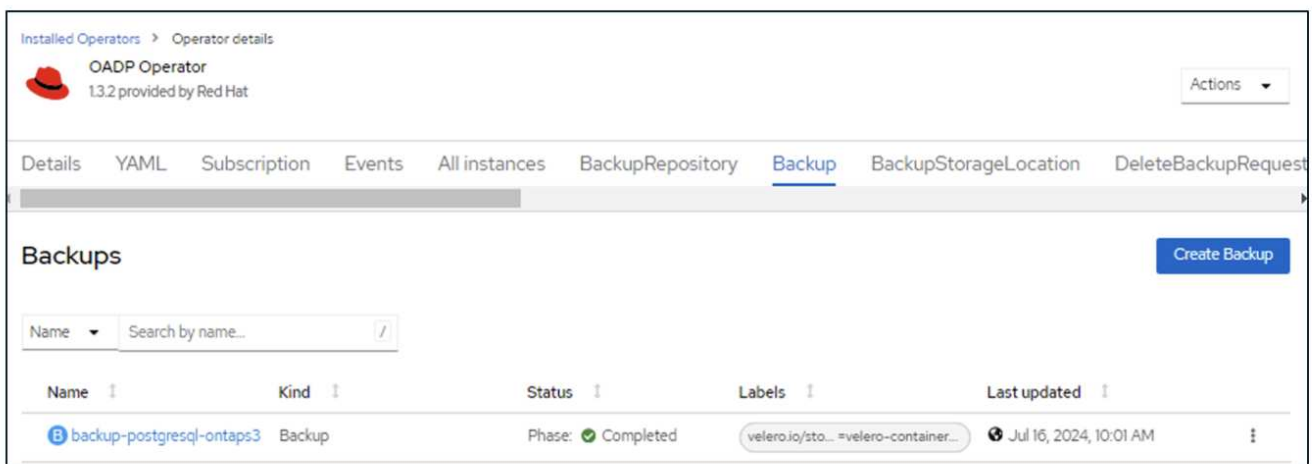 Installed Operators > Operator details
OADP Operator
1.3.2 provided by Red Hat
Actions
Details YAML Subscription Events All instances BackupRepository Backup BackupStorageLocation DeleteBackupRequest
Backups
Create Backup
Name Search by name... /
Name Kind Status Labels Last updated
B backup-postgresql-ontaps3 Backup Phase: Completed velero.io/sto... =velero-container... Jul 16, 2024, 10:01 AM